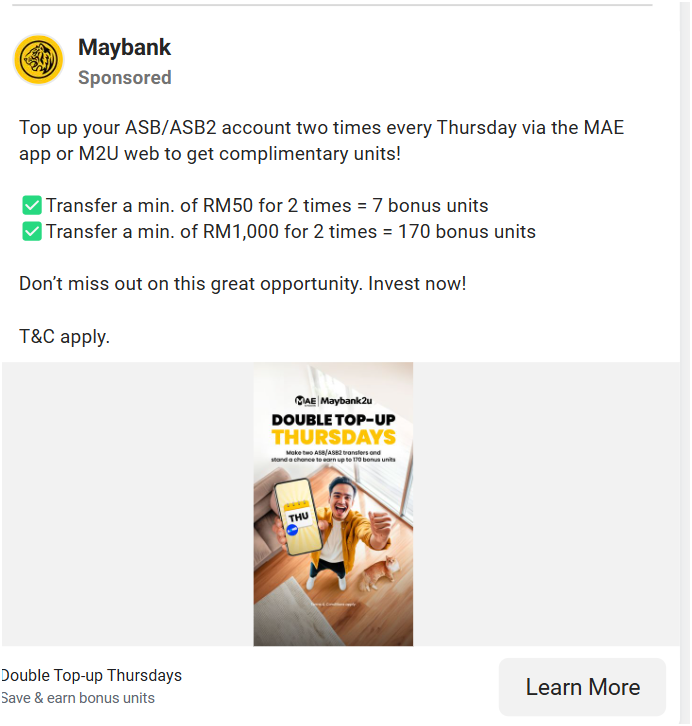 Maybank
Sponsored
Top up your ASB/ASB2 account two times every Thursday via the MAE
app or M2U web to get complimentary units!
✅Transfer a min. of RM50 for 2 times = 7 bonus units
✅Transfer a min. of RM1,000 for 2 times = 170 bonus units
Don’t miss out on this great opportunity. Invest now!
T&C apply.
MAE | Maybank2u
DOUBLE TOP-UP
THURSDAYS
Make two ASB/ASB2 transfers and
stand a chance to earn up to 170 bonus units
THU
Double Top-up Thursdays
Save & earn bonus units
Learn More